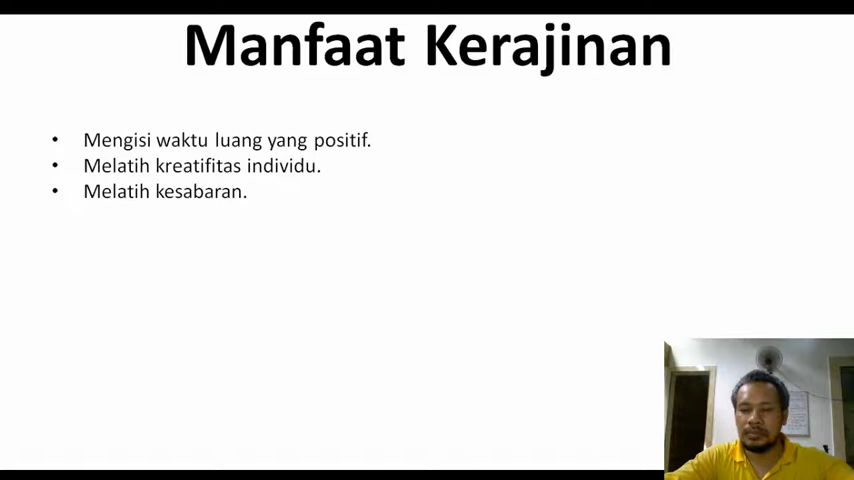 Manfaat Kerajinan
• Mengisi waktu luang yang positif.
• Melatih kreatifitas individu.
• Melatih kesabaran.